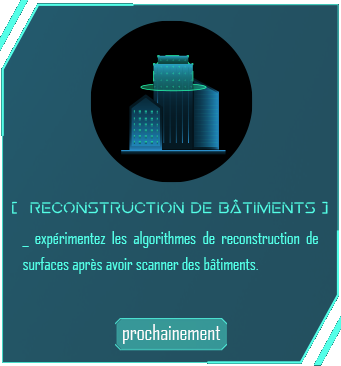 [ RECONSTRUCTION DE BÂTIMENTS ]
_ expérimentez les algorithmes de reconstruction de
surfaces après avoir scanner des bâtiments.
prochainement